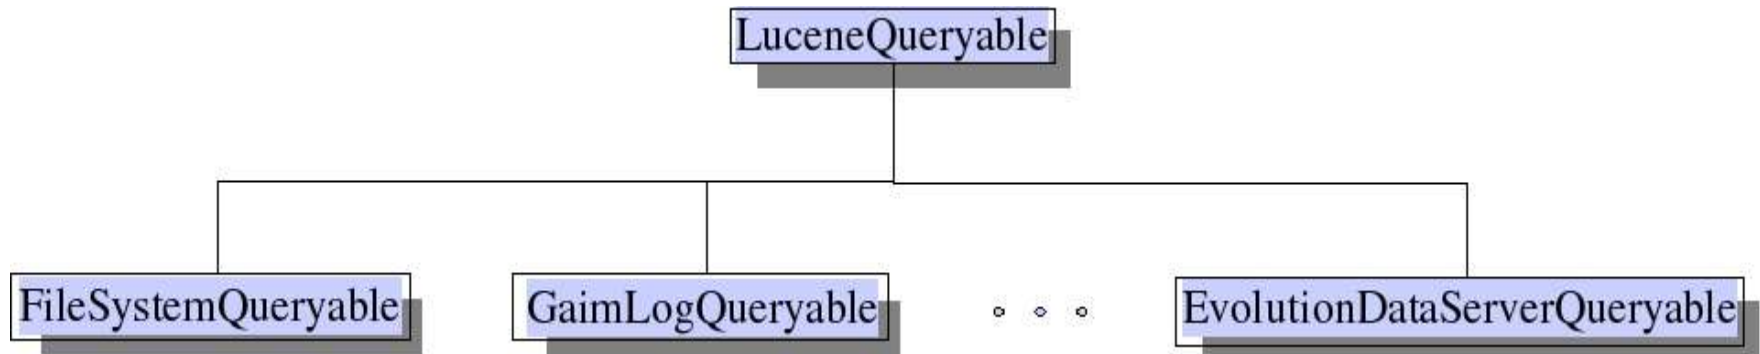 LuceneQueryable
FileSystemQueryable
GaimLogQueryable
EvolutionDataServerQueryable